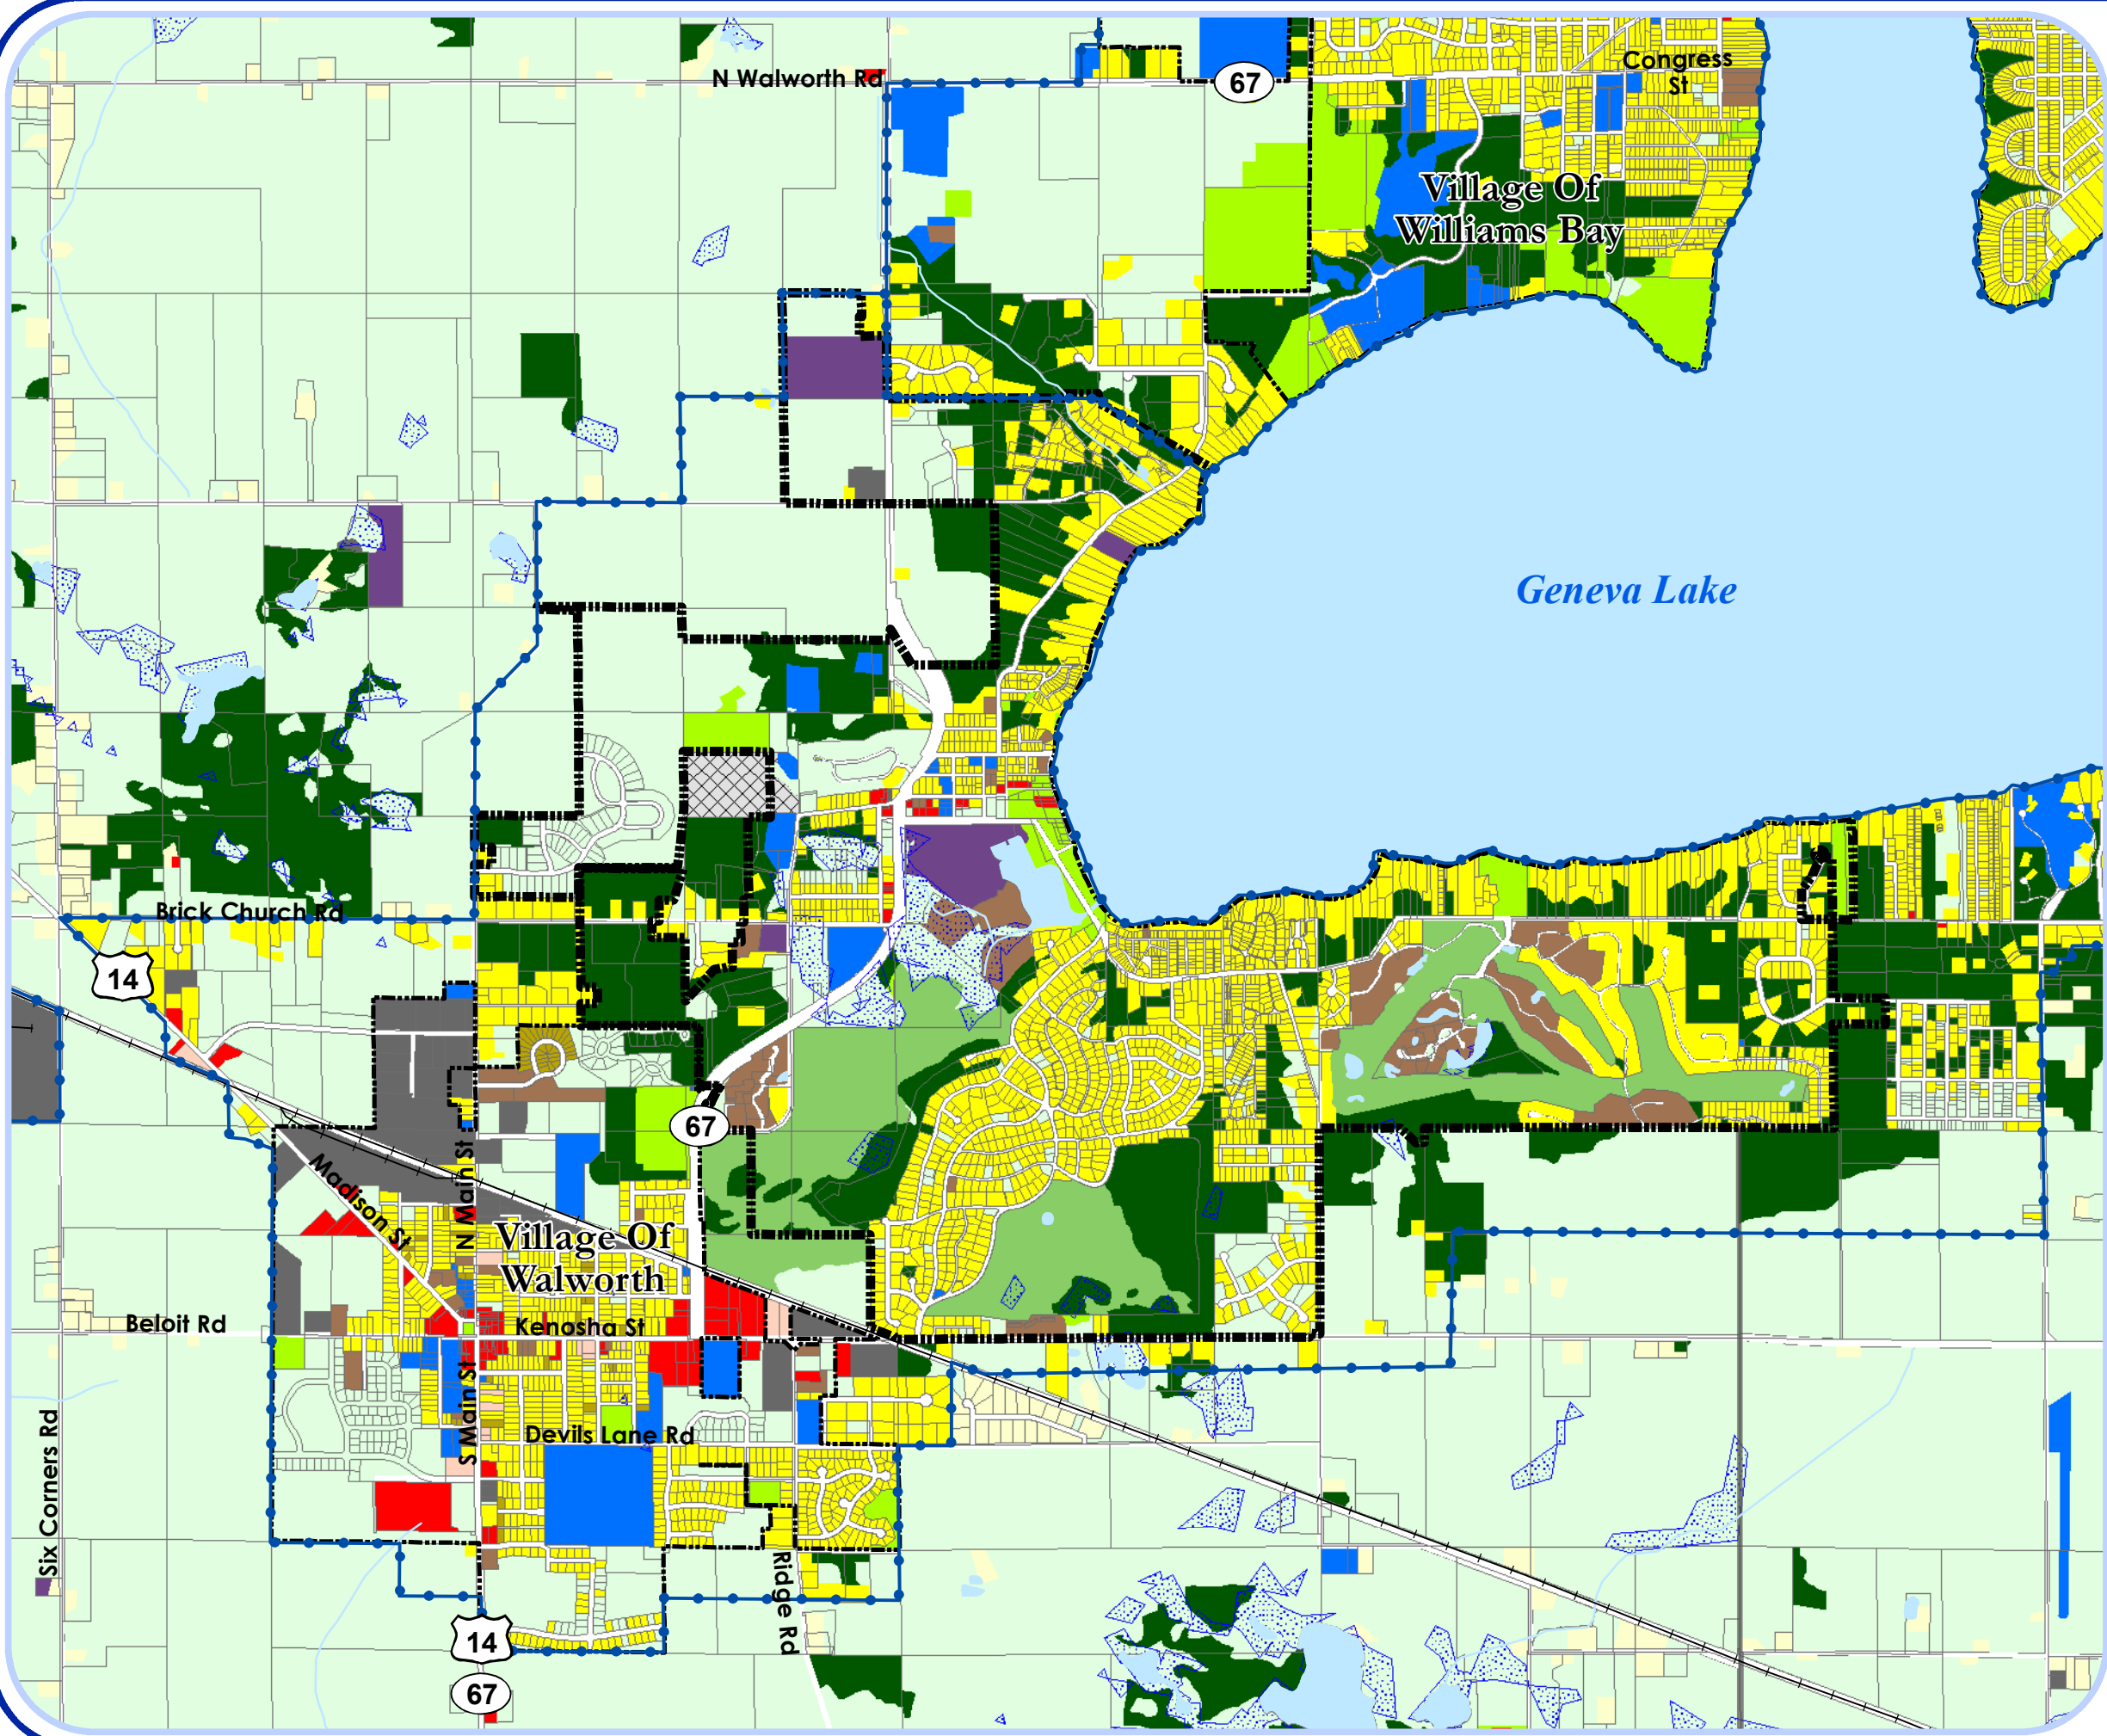 Congress
St
N Walworth Rd
67
Village Of
Williams Bay
Geneva Lake
Brick Church Rd
14
67
Madison St
N Main St
Village Of
Walworth
Beloit Rd
Kenosha St
S Main St
Devils Lane Rd
Six Corners Rd
Ridge Rd
14
67